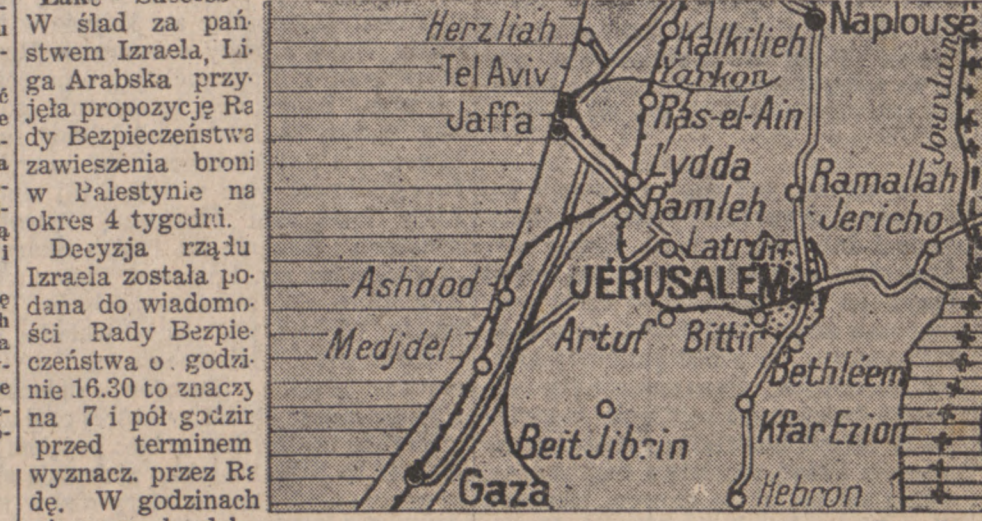 W ślad za pań-
stwem Izraela, Li-
ga Arabska przy-
jęła propozycję Ra
dy Bezpieczeństwa
zawieszenia broni
w Palestynie na
okres 4 tygodni.
Decyzja rządu
Izraela została po-
dana do wiadomo-
ści Rady Bezpie-
czeństwa o godzi-
nie 16.30 to znaczy
na 7 i pół godzin
przed terminem
wyznacz. przez Ra
dę. W godzinach
Herzliah
Kalkilieh
Naplouse
Tel Aviv
Yarkon
Jourdain
Jaffa
Ras-el-Ain
Lydda
Ramallah
Ramleh
Jericho
Latrun
JÉRUSALEM
Ashdod
Artuf
Bittir
Medjdel
Bethléem
Kfar Ezion
Beit Jibrin
Gaza
Hebron